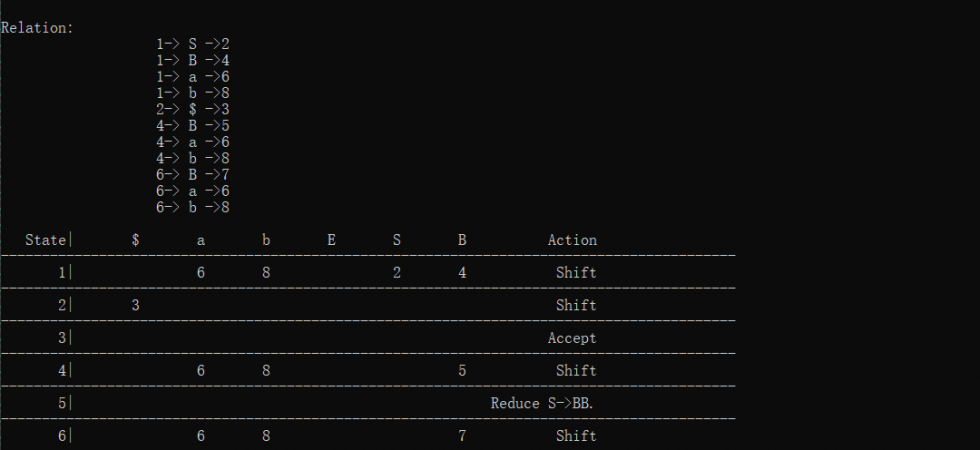 Relation:
1-> S ->2
1-> B ->4
1-> a ->6
1-> b ->8
2-> $ ->3
4-> B ->5
4-> a ->6
4-> b ->8
6-> B ->7
6-> a ->6
6-> b ->8
State| $ a b E S B Action
1| 6 8 2 4 Shift
2| 3 Shift
3| Accept
4| 6 8 5 Shift
5| Reduce S->BB.
6| 6 8 7 Shift